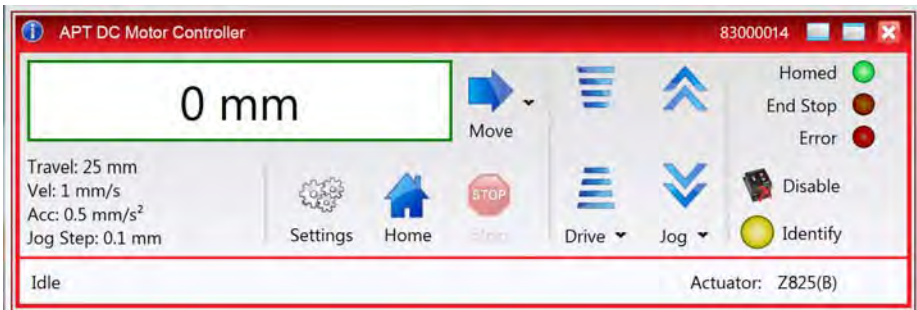 APT DC Motor Controller 83000014
0 mm
Move
Homed
End Stop
Error
Travel: 25 mm
Vel: 1 mm/s
Acc: 0.5 mm/s²
Jog Step: 0.1 mm
Settings Home STOP Stop
Drive Jog
Disable
Identify
Idle Actuator: Z825(B)